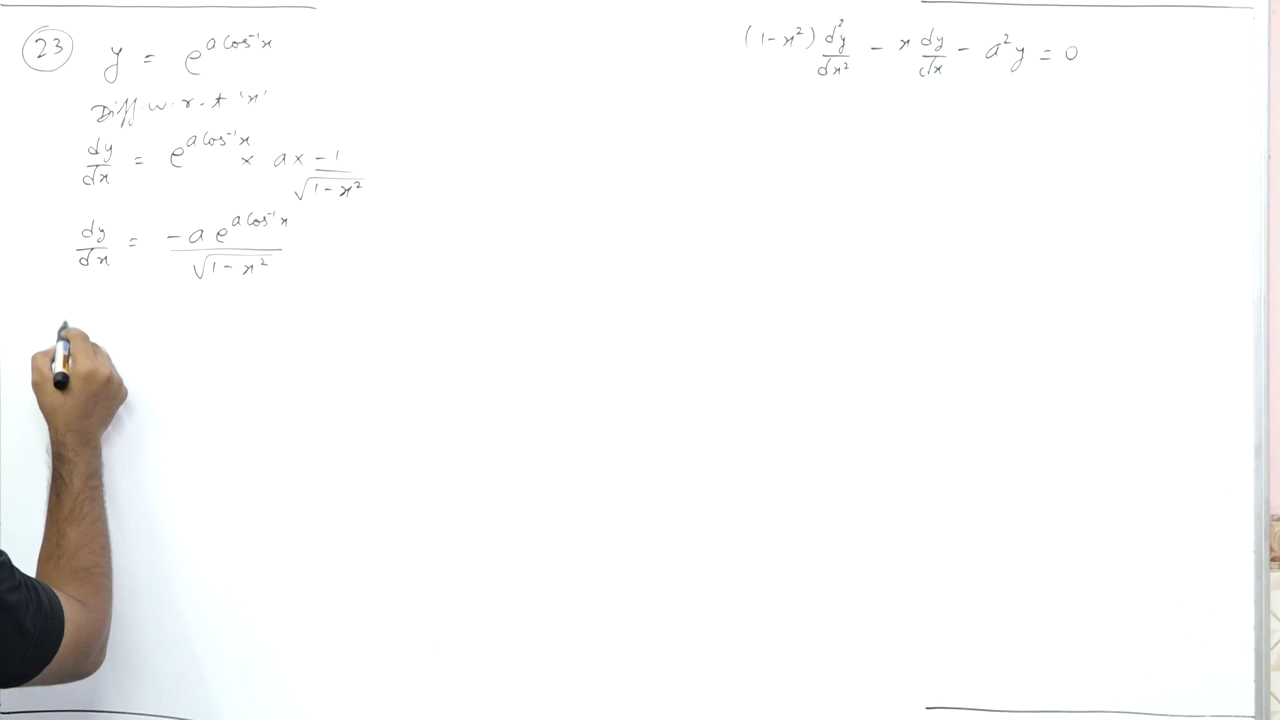 23 y = e^{a cos⁻¹x}
Diff w.r.t 'x'
dy/dx = e^{a cos⁻¹x} × a × -1/√(1-x²)
dy/dx = -a e^{a cos⁻¹x}/√(1-x²)
(1-x²) d²y/dx² - x dy/dx - a²y = 0